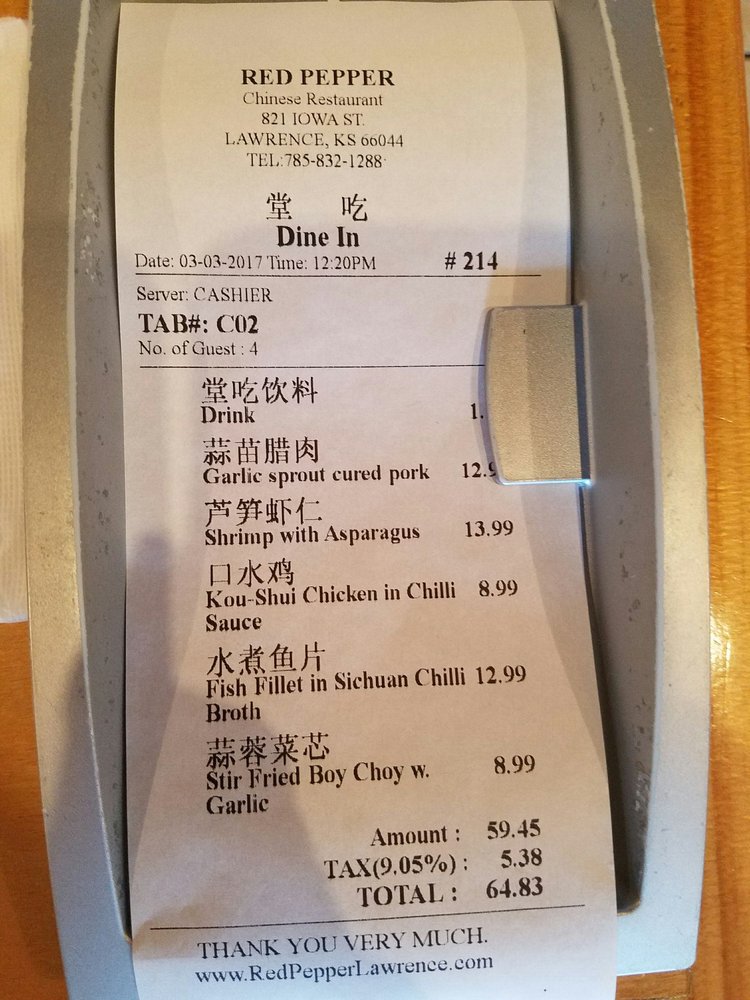 RED PEPPER
Chinese Restaurant
821 IOWA ST.
LAWRENCE, KS 66044
TEL:785-832-1288
堂 吃
Dine In
Date: 03-03-2017 Time: 12:20PM # 214
Server: CASHIER
TAB#: C02
No. of Guest : 4
堂吃饮料
Drink 1.
蒜苗腊肉
Garlic sprout cured pork 12.9
芦笋虾仁
Shrimp with Asparagus 13.99
口水鸡
Kou-Shui Chicken in Chilli 8.99
Sauce
水煮鱼片
Fish Fillet in Sichuan Chilli 12.99
Broth
蒜蓉菜芯
Stir Fried Boy Choy w. 8.99
Garlic
Amount : 59.45
TAX(9.05%) : 5.38
TOTAL : 64.83
THANK YOU VERY MUCH.
www.RedPepperLawrence.com